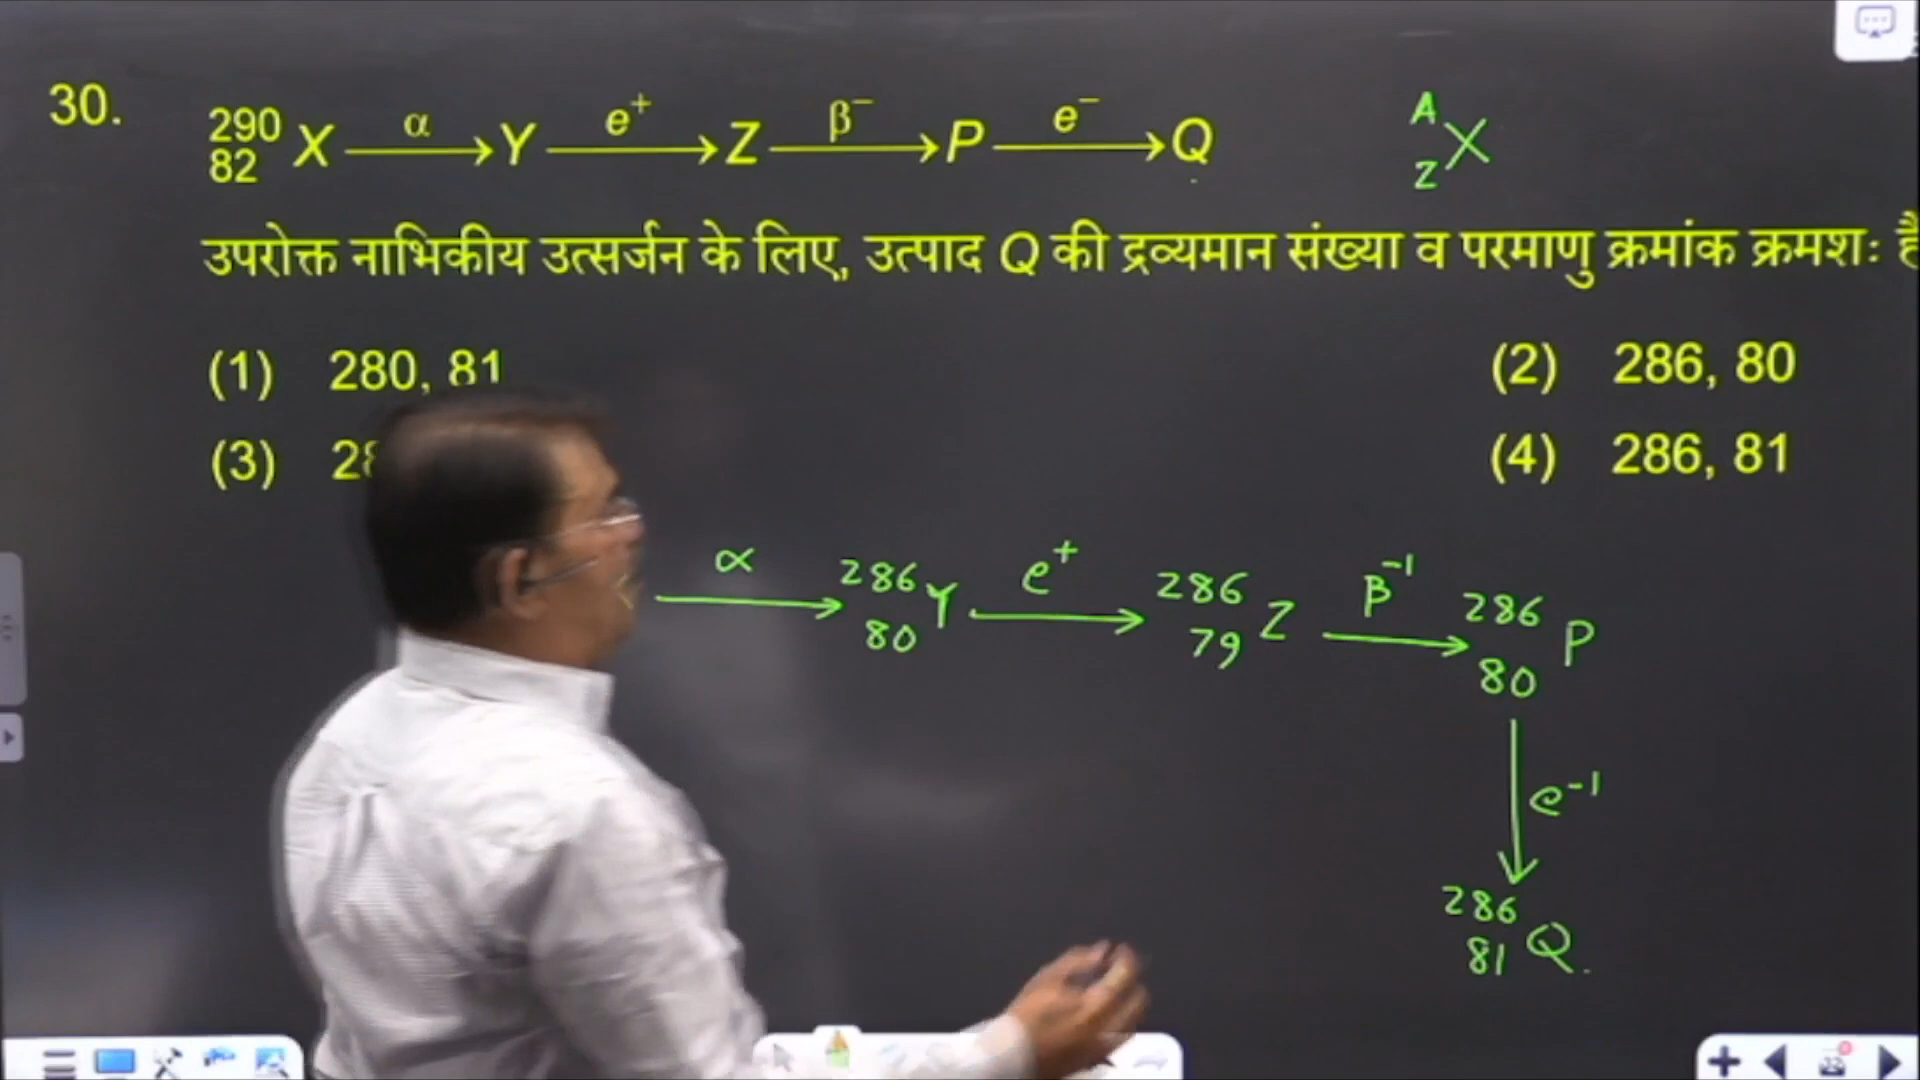 30. ²⁹⁰₈₂X —α→ Y —e⁺→ Z —β⁻→ P —e⁻→ Q
ᴬzX
उपरोक्त नाभिकीय उत्सर्जन के लिए, उत्पाद Q की द्रव्यमान संख्या व परमाणु क्रमांक क्रमशः
(1) 280, 81
(2) 286, 80
(3)
(4) 286, 81
—α→ ²⁸⁶₈₀Y —e⁺→ ²⁸⁶₇₉Z —β⁻¹→ ²⁸⁶₈₀P
e⁻¹
²⁸⁶₈₁Q